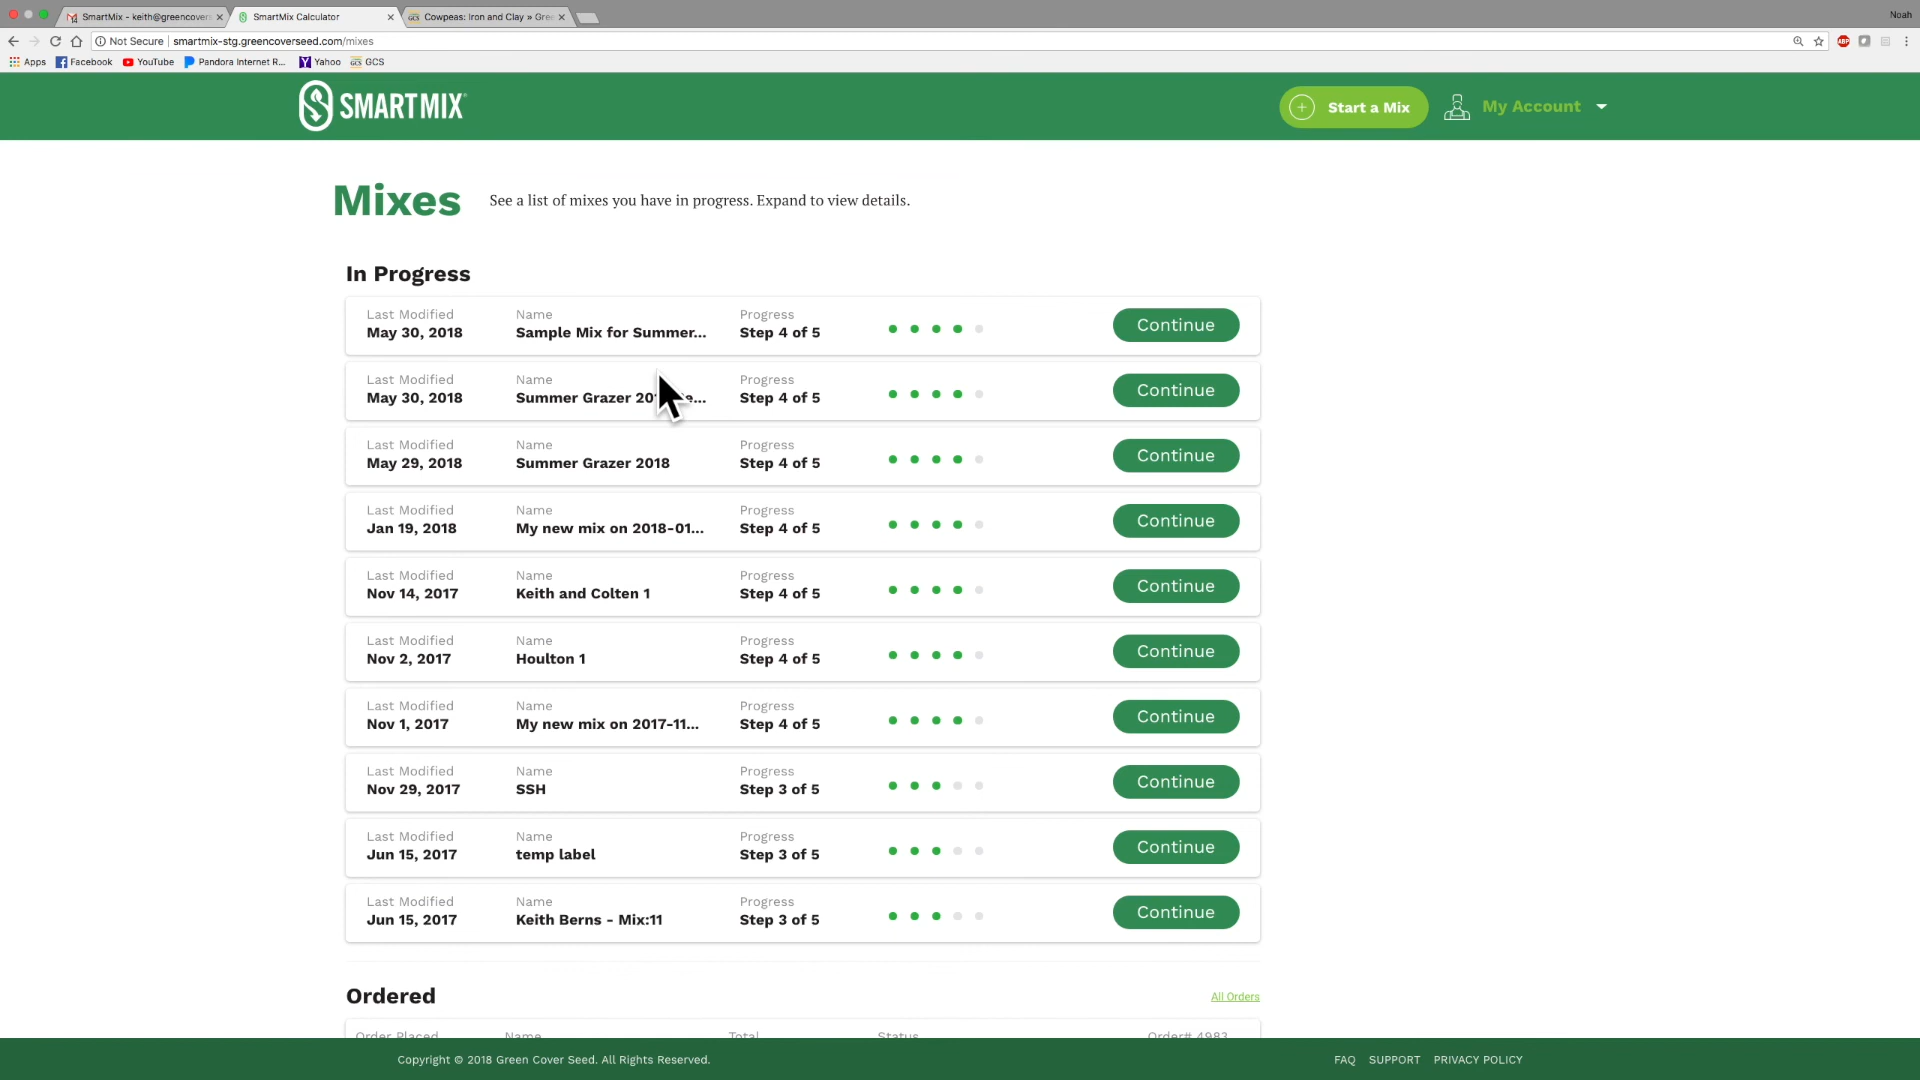 SmartMix - keith@greencovers
SmartMix Calculator
Cowpeas: Iron and Clay » Gree
Noah
Not Secure | smartmix-stg.greencoverseed.com/mixes
Apps
Facebook
YouTube
Pandora Internet R...
Yahoo
GCS
SMARTMIX
Start a Mix
My Account
Mixes
See a list of mixes you have in progress. Expand to view details.
In Progress
Last Modified Name Progress
May 30, 2018 Sample Mix for Summer... Step 4 of 5 Continue
Last Modified Name Progress
May 30, 2018 Summer Grazer Step 4 of 5 Continue
Last Modified Name Progress
May 29, 2018 Summer Grazer 2018 Step 4 of 5 Continue
Last Modified Name Progress
Jan 19, 2018 My new mix on 2018-01... Step 4 of 5 Continue
Last Modified Name Progress
Nov 14, 2017 Keith and Colten 1 Step 4 of 5 Continue
Last Modified Name Progress
Nov 2, 2017 Houlton 1 Step 4 of 5 Continue
Last Modified Name Progress
Nov 1, 2017 My new mix on 2017-11... Step 4 of 5 Continue
Last Modified Name Progress
Nov 29, 2017 SSH Step 3 of 5 Continue
Last Modified Name Progress
Jun 15, 2017 temp label Step 3 of 5 Continue
Last Modified Name Progress
Jun 15, 2017 Keith Berns - Mix:11 Step 3 of 5 Continue
Ordered All Orders
Order Placed Name Total Status Order# 4983
Copyright © 2018 Green Cover Seed. All Rights Reserved.
FAQ SUPPORT PRIVACY POLICY